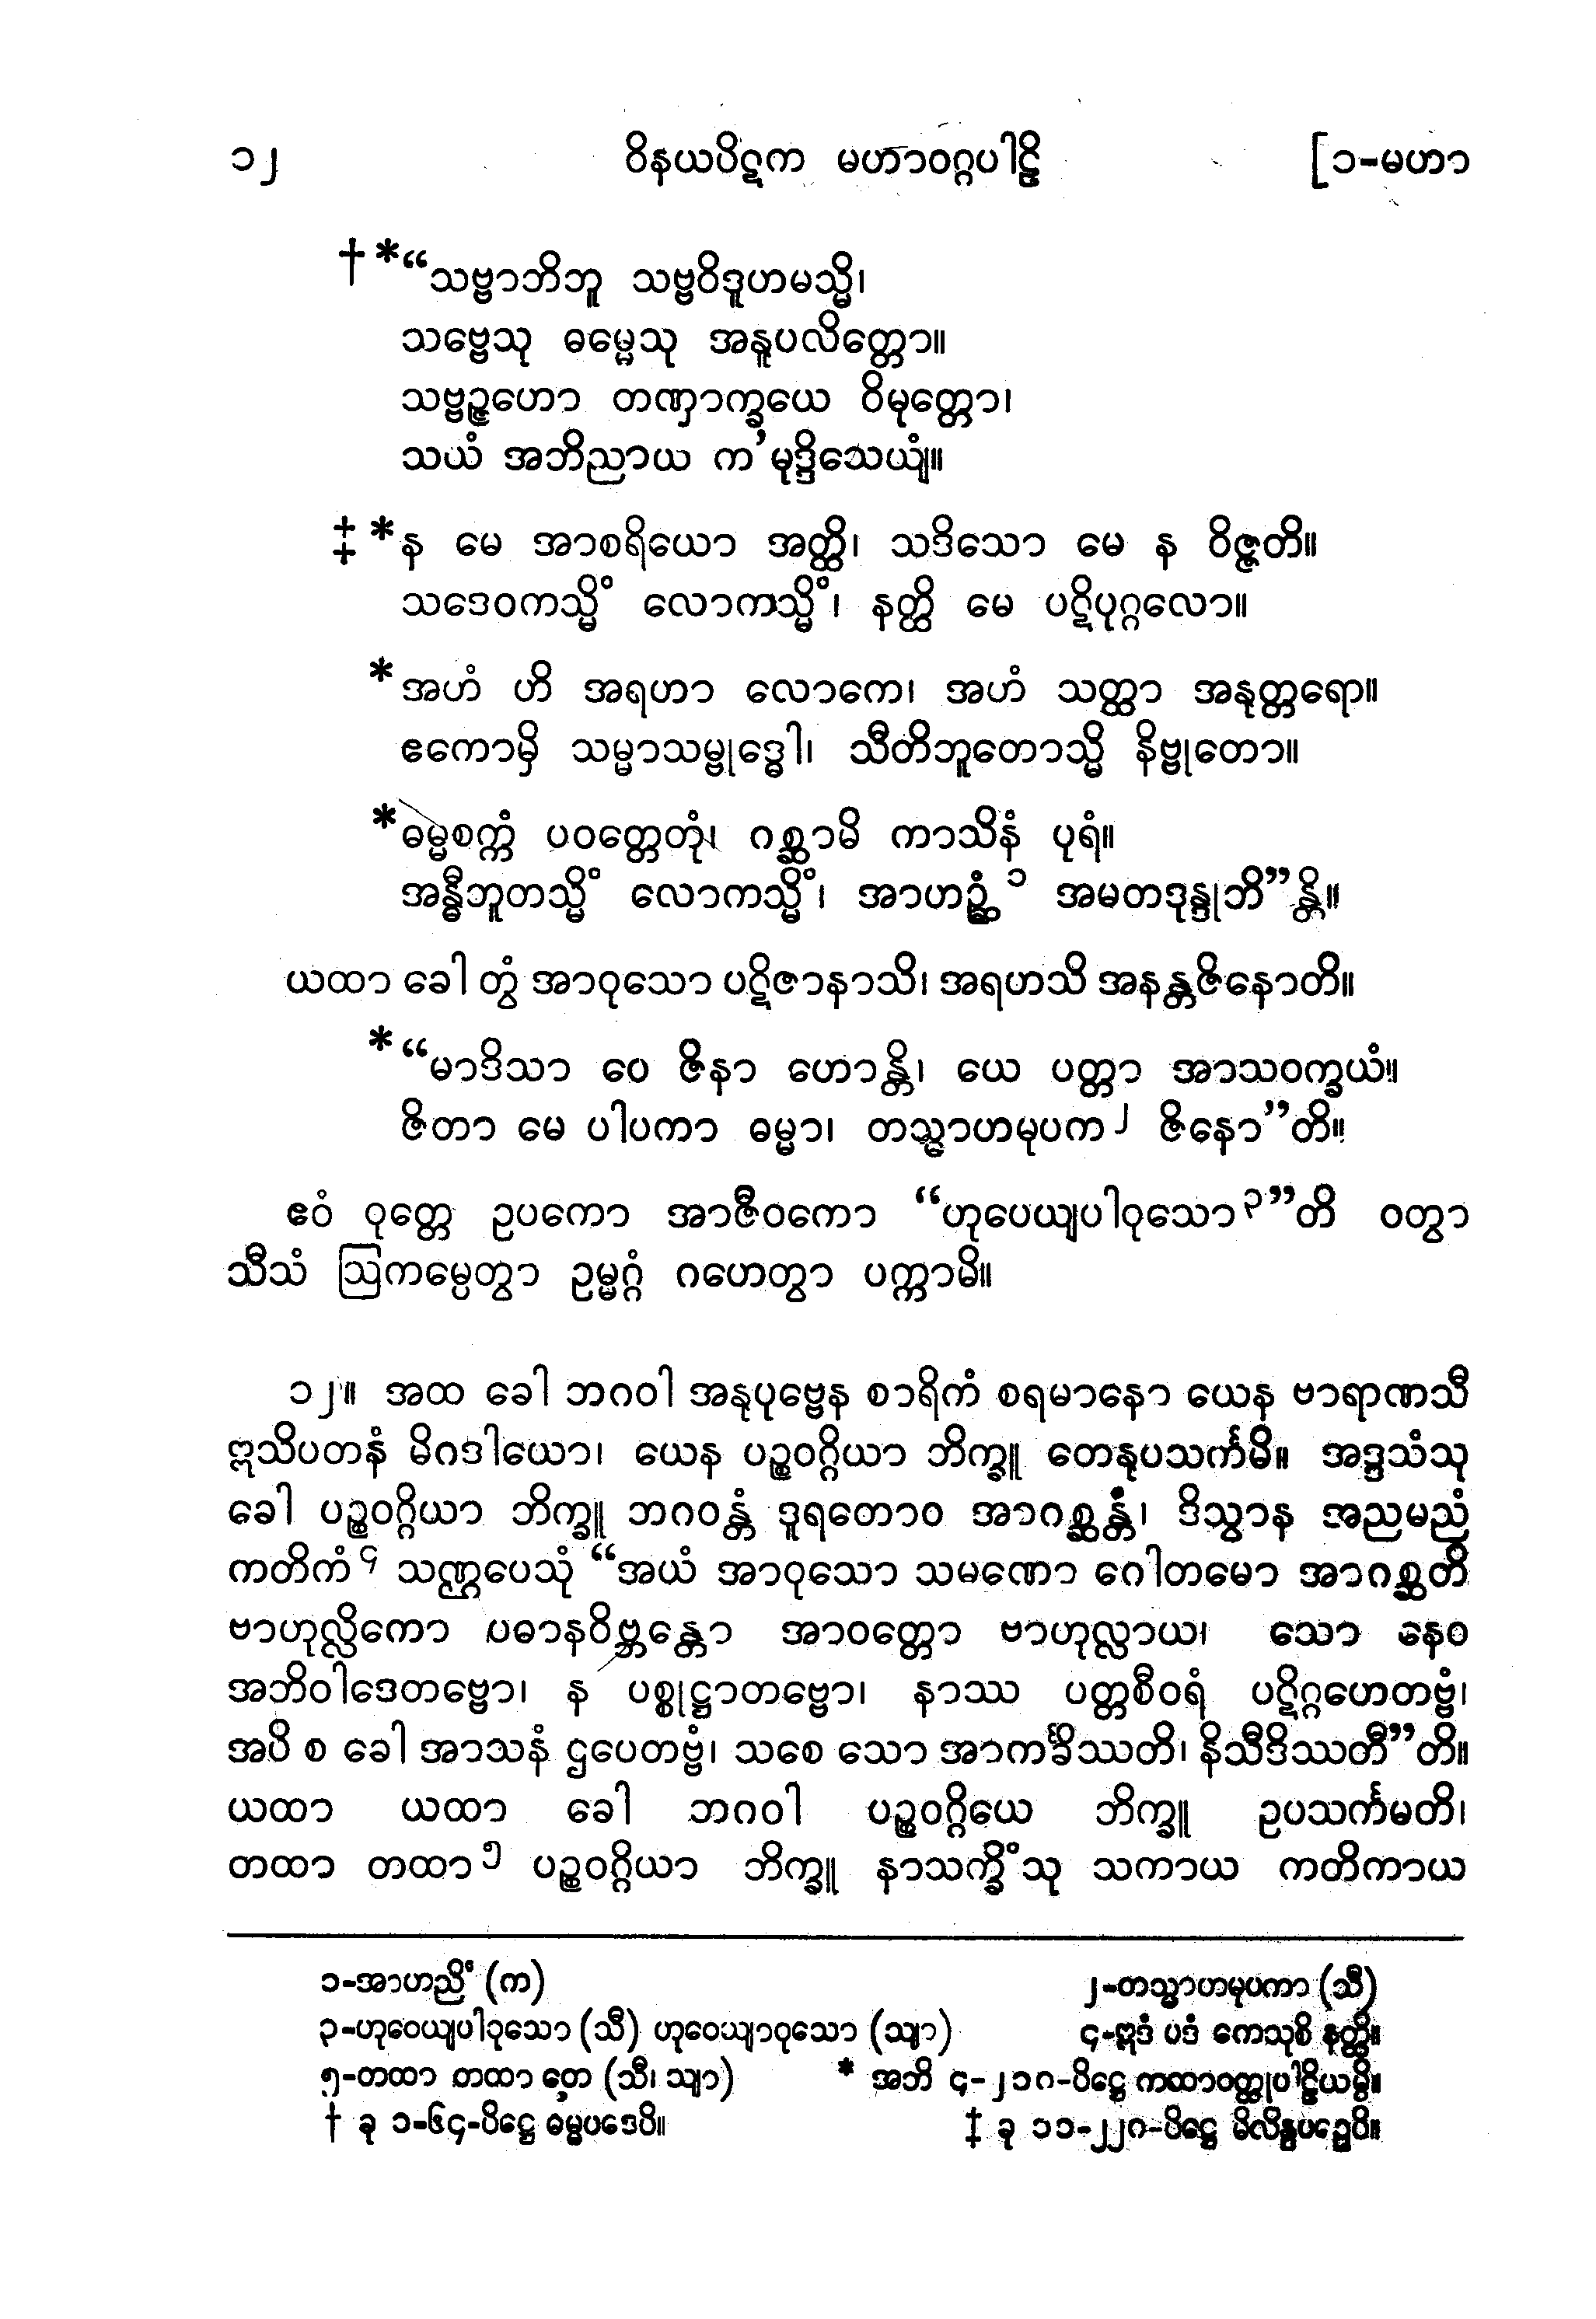 ၁၂ ဝိနယပိဋက မဟာဝဂ္ဂပါဠိ [၁-မဟာ
† * “သဗ္ဗာဘိဘူ သဗ္ဗဝိဒူဟမသ္မိ၊
သဗ္ဗေသု ဓမ္မေသု အနူပလိတ္တော။
သဗ္ဗဉ္ဇဟော တဏှာက္ခယေ ဝိမုတ္တော၊
သယံ အဘိညာယ က’မုဒ္ဒိသေယျံ။
‡ * န မေ အာစရိယော အတ္ထိ၊ သဒိသော မေ န ဝိဇ္ဇတိ။
သဒေဝကသ္မိံ လောကသ္မိံ၊ နတ္ထိ မေ ပဋိပုဂ္ဂလော။
* အဟံ ဟိ အရဟာ လောကေ၊ အဟံ သတ္ထာ အနုတ္တရော။
ဧကောမှိ သမ္မာသမ္ဗုဒ္ဓေါ၊ သီတိဘူတောသ္မိ နိဗ္ဗုတော။
* ဓမ္မစက္ကံ ပဝတ္တေတုံ၊ ဂစ္ဆာမိ ကာသိနံ ပုရံ။
အန္ဓီဘူတသ္မိံ လောကသ္မိံ၊ အာဟဉ္ဆံ ၁ အမတဒုန္ဒုဘိ”န္တိ။
ယထာ ခေါ တွံ အာဝုသော ပဋိဇာနာသိ၊ အရဟသိ အနန္တဇိနောတိ။
* “မာဒိသာ ဝေ ဇိနာ ဟောန္တိ၊ ယေ ပတ္တာ အာသဝက္ခယံ။
ဇိတာ မေ ပါပကာ ဓမ္မာ၊ တသ္မာဟမုပက ၂ ဇိနော”တိ။
ဧဝံ ဝုတ္တေ ဥပကော အာဇီဝကော “ဟုပေယျပါဝုသော ၃”တိ ဝတွာ
သီသံ ဩကမ္ပေတွာ ဥမ္မဂ္ဂံ ဂဟေတွာ ပက္ကာမိ။
၁၂။ အထ ခေါ ဘဂဝါ အနုပုဗ္ဗေန စာရိကံ စရမာနော ယေန ဗာရာဏသီ
ဣသိပတနံ မိဂဒါယော၊ ယေန ပဉ္စဝဂ္ဂိယာ ဘိက္ခူ တေနုပသင်္ကမိ။ အဒ္ဒသံသု
ခေါ ပဉ္စဝဂ္ဂိယာ ဘိက္ခူ ဘဂဝန္တံ ဒူရတောဝ အာဂစ္ဆန္တံ၊ ဒိသွာန အညမညံ
ကတိကံ ၄ သဏ္ဌပေသုံ “အယံ အာဝုသော သမဏော ဂေါတမော အာဂစ္ဆတိ
ဗာဟုလ္လိကော ပဓာနဝိဗ္ဘန္တော အာဝတ္တော ဗာဟုလ္လာယ၊ သော နေဝ
အဘိဝါဒေတဗ္ဗော၊ န ပစ္စုဋ္ဌာတဗ္ဗော၊ နာဿ ပတ္တစီဝရံ ပဋိဂ္ဂဟေတဗ္ဗံ၊
အပိ စ ခေါ အာသနံ ဌပေတဗ္ဗံ၊ သစေ သော အာကင်္ခိဿတိ၊ နိသီဒိဿတီ”တိ။
ယထာ ယထာ ခေါ ဘဂဝါ ပဉ္စဝဂ္ဂိယေ ဘိက္ခူ ဥပသင်္ကမတိ၊
တထာ တထာ ၅ ပဉ္စဝဂ္ဂိယာ ဘိက္ခူ နာသက္ခိံသု သကာယ ကတိကာယ
၁-အာဟညိံ (က) ၂-တသ္မာဟမုပကာ (သီ)
၃-ဟုဝေယျပါဝုသော (သီ) ဟုဝေယျာဝုသော (သျာ) ၄-ဣဒံ ပဒံ ကေသုစိ နတ္ထိ။
၅-တထာ တထာ တေ (သီ၊ သျာ) * အဘိ ၄-၂၁၈-ပိဋ္ဌေ ကထာဝတ္ထုပါဠိယမ္ပိ။
† ခု ၁-၆၄-ပိဋ္ဌေ ဓမ္မပဒေပိ။ ‡ ခု ၁၁-၂၂၈-ပိဋ္ဌေ မိလိန္ဒပဉှေပိ။